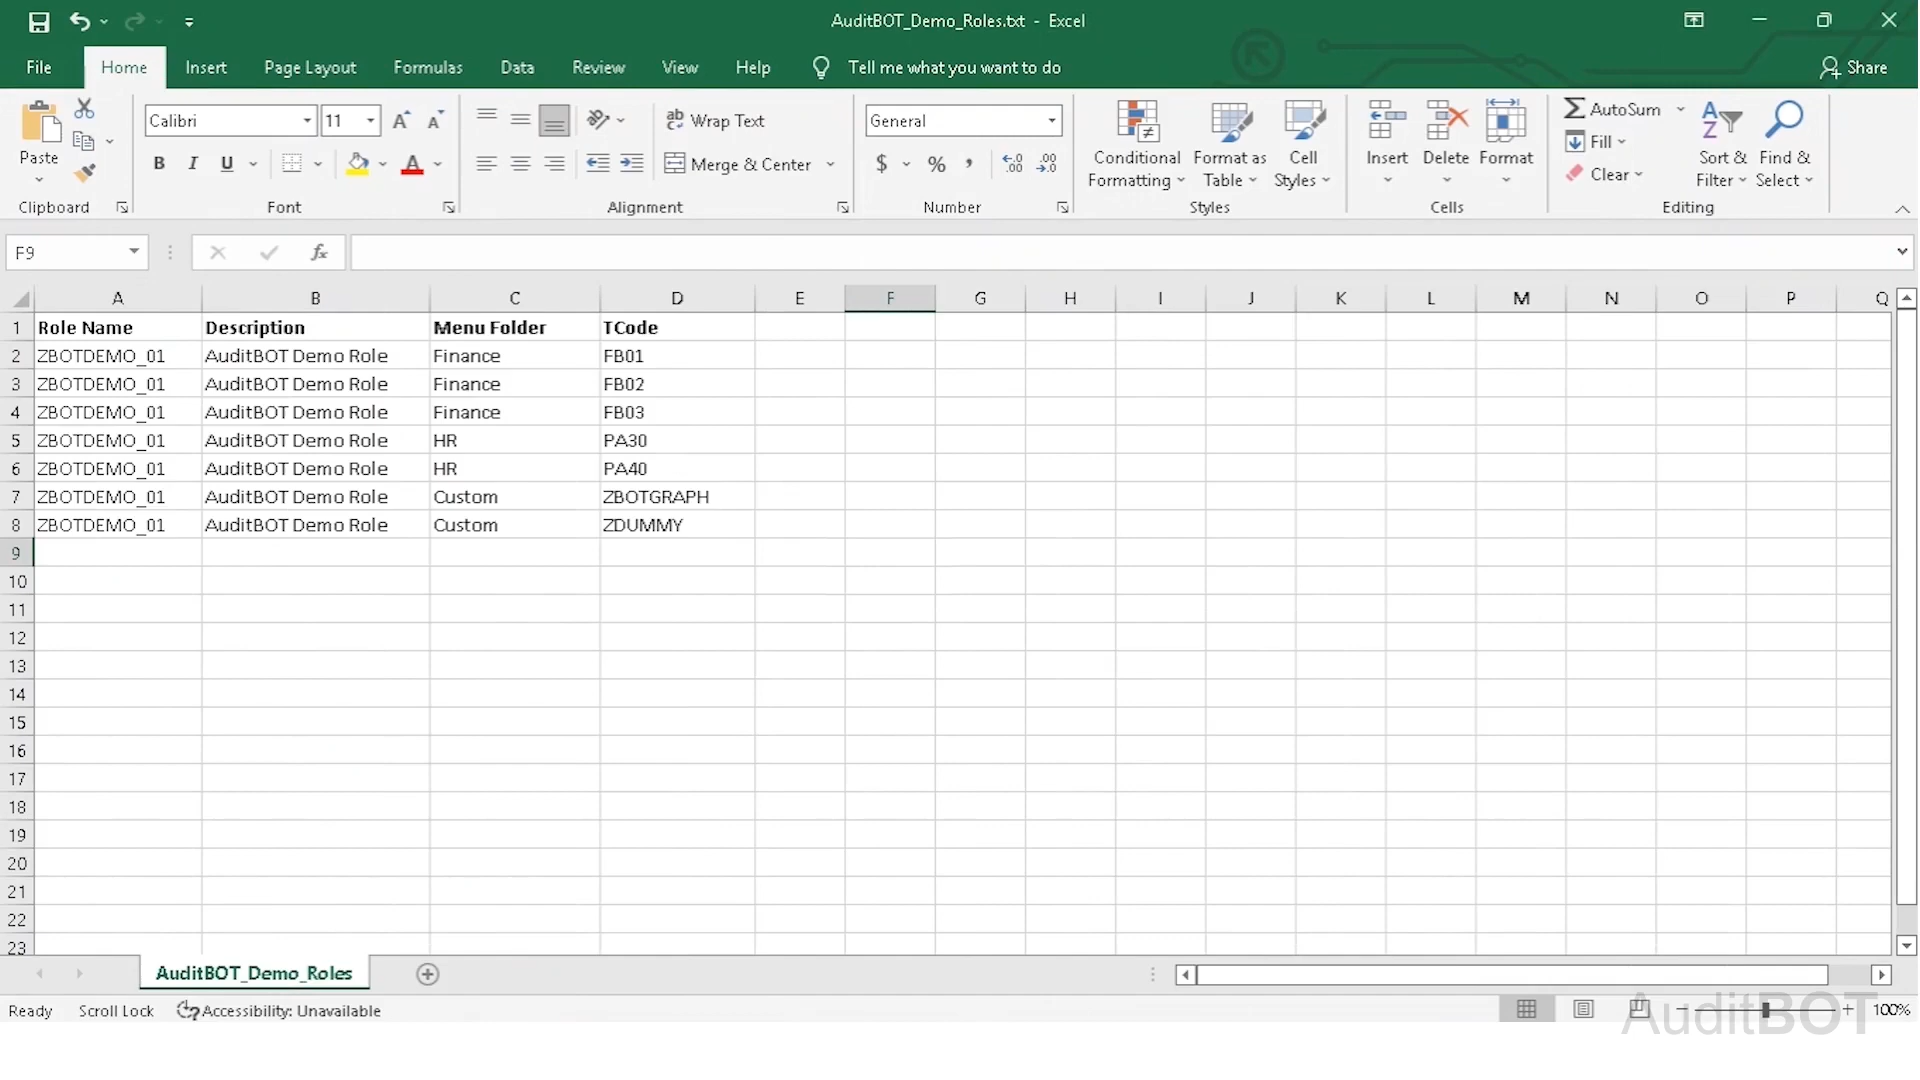 AuditBOT_Demo_Roles.txt - Excel
File Home Insert Page Layout Formulas Data Review View Help Tell me what you want to do Share
Calibri 11 Wrap Text General AutoSum
Paste B I U Merge & Center $ % , Conditional Formatting Format as Table Cell Styles Insert Delete Format Fill Sort & Filter Find & Select
Clear
Clipboard Font Alignment Number Styles Cells Editing
F9 fx
A B C D E F G H I J K L M N O P Q
1 Role Name Description Menu Folder TCode
2 ZBOTDEMO_01 AuditBOT Demo Role Finance FB01
3 ZBOTDEMO_01 AuditBOT Demo Role Finance FB02
4 ZBOTDEMO_01 AuditBOT Demo Role Finance FB03
5 ZBOTDEMO_01 AuditBOT Demo Role HR PA30
6 ZBOTDEMO_01 AuditBOT Demo Role HR PA40
7 ZBOTDEMO_01 AuditBOT Demo Role Custom ZBOTGRAPH
8 ZBOTDEMO_01 AuditBOT Demo Role Custom ZDUMMY
9
10
11
12
13
14
15
16
17
18
19
20
21
22
23
AuditBOT_Demo_Roles
Ready Scroll Lock Accessibility: Unavailable 100%
AuditBOT